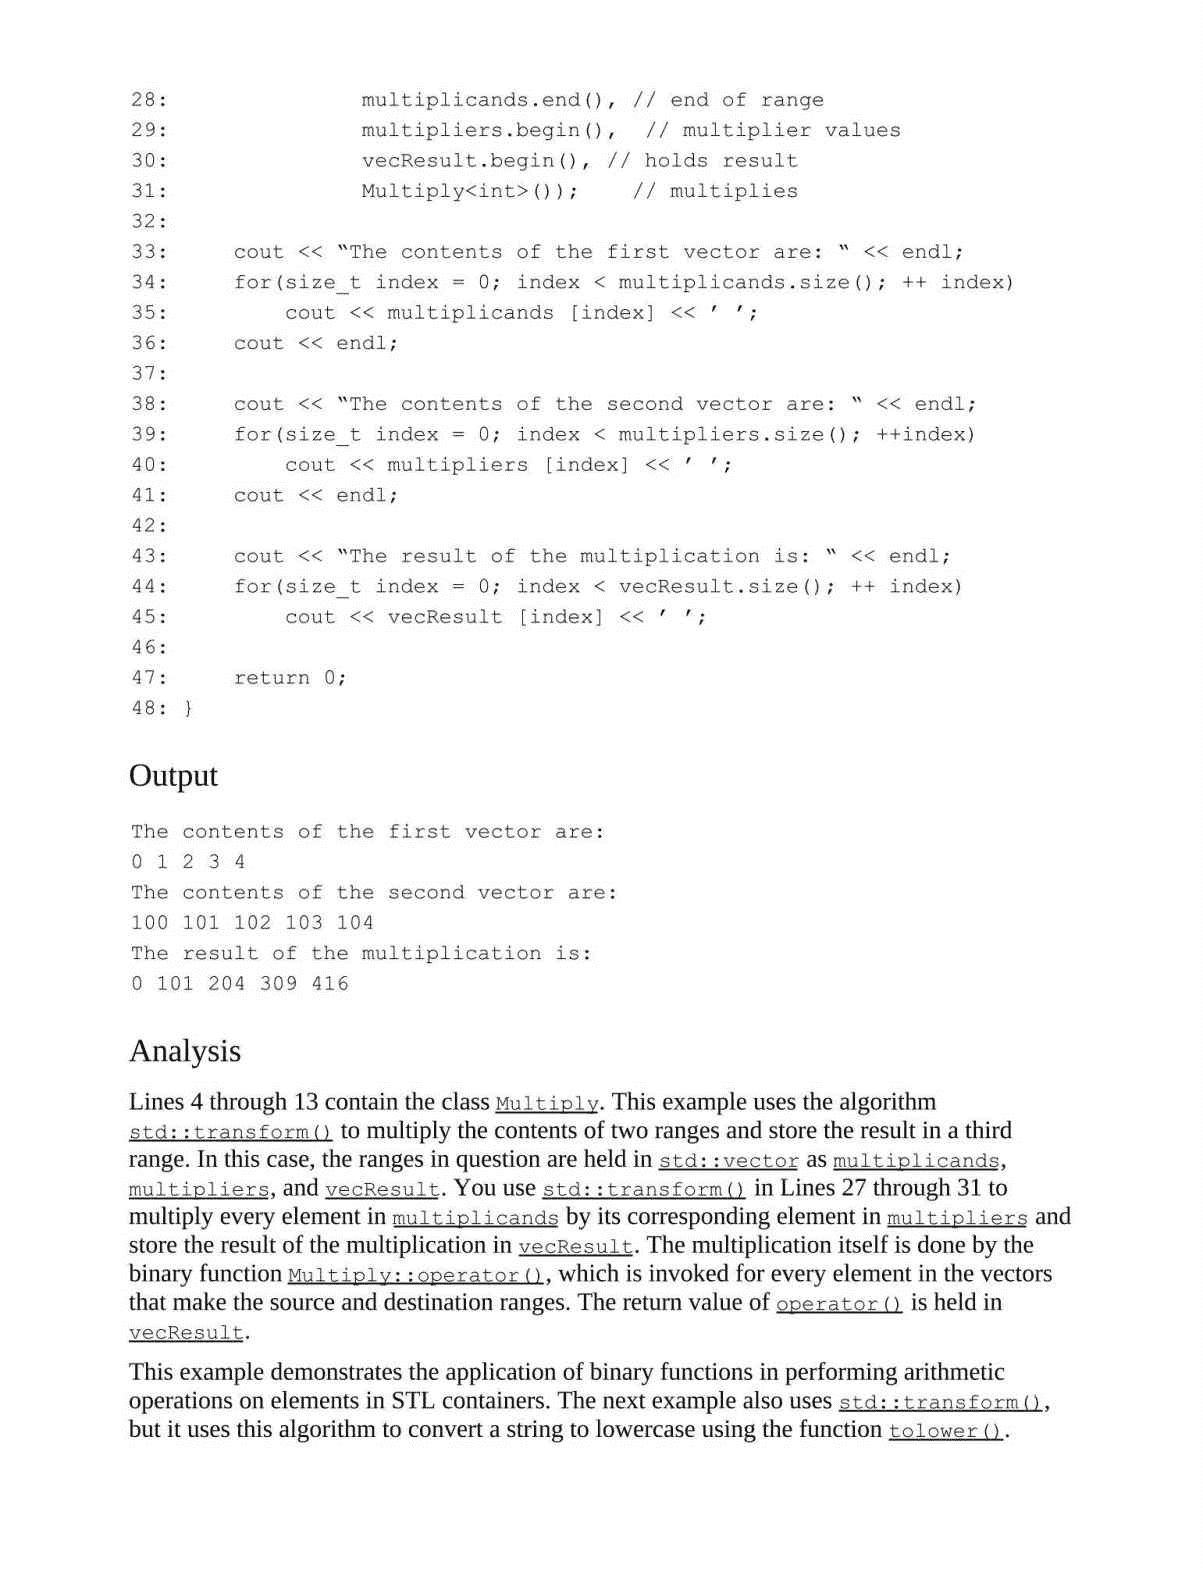 28:               multiplicands.end(), // end of range
29:               multipliers.begin(),  // multiplier values
30:               vecResult.begin(), // holds result
31:               Multiply<int>());    // multiplies
32:
33:     cout << “The contents of the first vector are: “ << endl;
34:     for(size_t index = 0; index < multiplicands.size(); ++ index)
35:         cout << multiplicands [index] << ’ ’;
36:     cout << endl;
37:
38:     cout << “The contents of the second vector are: “ << endl;
39:     for(size_t index = 0; index < multipliers.size(); ++index)
40:         cout << multipliers [index] << ’ ’;
41:     cout << endl;
42:
43:     cout << “The result of the multiplication is: “ << endl;
44:     for(size_t index = 0; index < vecResult.size(); ++ index)
45:         cout << vecResult [index] << ’ ’;
46:
47:     return 0;
48: }
Output
The contents of the first vector are:
0 1 2 3 4
The contents of the second vector are:
100 101 102 103 104
The result of the multiplication is:
0 101 204 309 416
Analysis
Lines 4 through 13 contain the class Multiply. This example uses the algorithm
std::transform() to multiply the contents of two ranges and store the result in a third
range. In this case, the ranges in question are held in std::vector as multiplicands,
multipliers, and vecResult. You use std::transform() in Lines 27 through 31 to
multiply every element in multiplicands by its corresponding element in multipliers and
store the result of the multiplication in vecResult. The multiplication itself is done by the
binary function Multiply::operator(), which is invoked for every element in the vectors
that make the source and destination ranges. The return value of operator() is held in
vecResult.
This example demonstrates the application of binary functions in performing arithmetic
operations on elements in STL containers. The next example also uses std::transform(),
but it uses this algorithm to convert a string to lowercase using the function tolower().